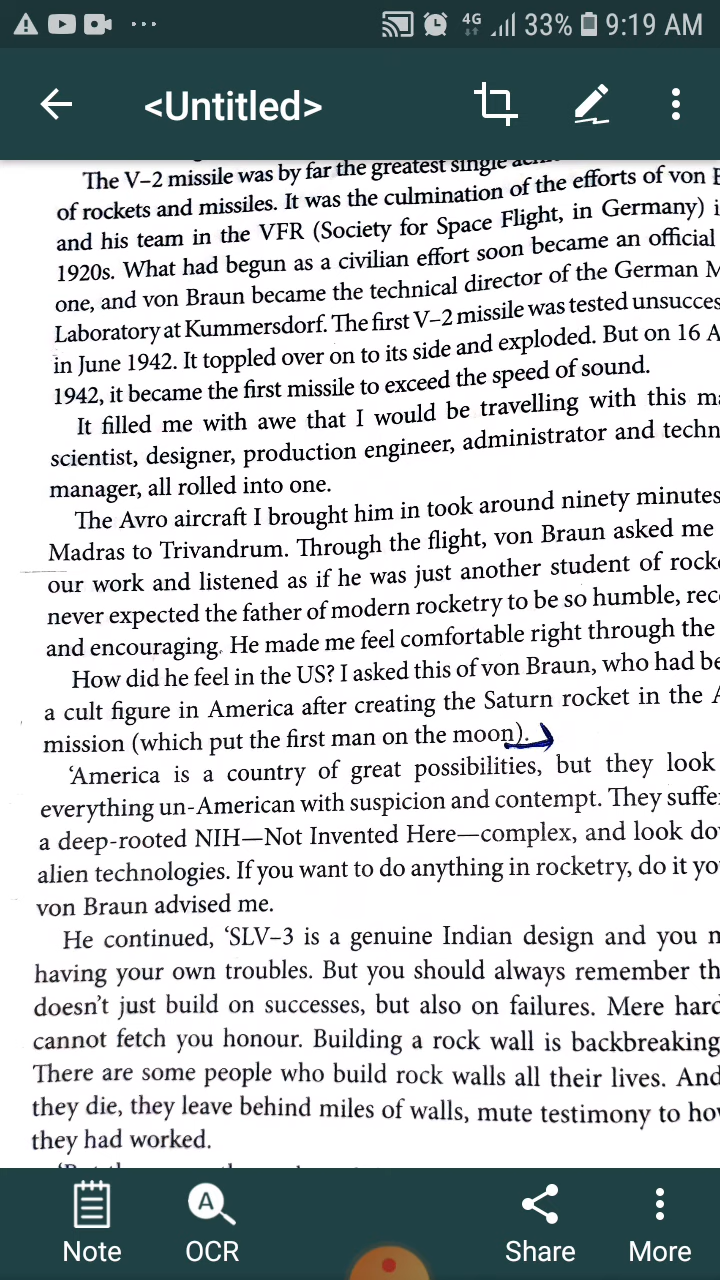 4G 33% 9:19 AM
<Untitled>
The V–2 missile was by far the greatest single
of rockets and missiles. It was the culmination of the efforts of von
and his team in the VFR (Society for Space Flight, in Germany)
1920s. What had begun as a civilian effort soon became an official
one, and von Braun became the technical director of the German
Laboratory at Kummersdorf. The first V–2 missile was tested
in June 1942. It toppled over on to its side and exploded. But on 16
1942, it became the first missile to exceed the speed of sound.
It filled me with awe that I would be travelling with this
scientist, designer, production engineer, administrator and
manager, all rolled into one.
The Avro aircraft I brought him in took around ninety minutes
Madras to Trivandrum. Through the flight, von Braun asked me
our work and listened as if he was just another student of
never expected the father of modern rocketry to be so humble,
and encouraging. He made me feel comfortable right through the
How did he feel in the US? I asked this of von Braun, who had
a cult figure in America after creating the Saturn rocket in the
mission (which put the first man on the moon).
‘America is a country of great possibilities, but they look
everything un-American with suspicion and contempt. They
a deep-rooted NIH—Not Invented Here—complex, and look
alien technologies. If you want to do anything in rocketry, do it
von Braun advised me.
He continued, ‘SLV–3 is a genuine Indian design and you
having your own troubles. But you should always remember
doesn’t just build on successes, but also on failures. Mere
cannot fetch you honour. Building a rock wall is backbreaking
There are some people who build rock walls all their lives. And
they die, they leave behind miles of walls, mute testimony to
they had worked.
A
Note OCR Share More